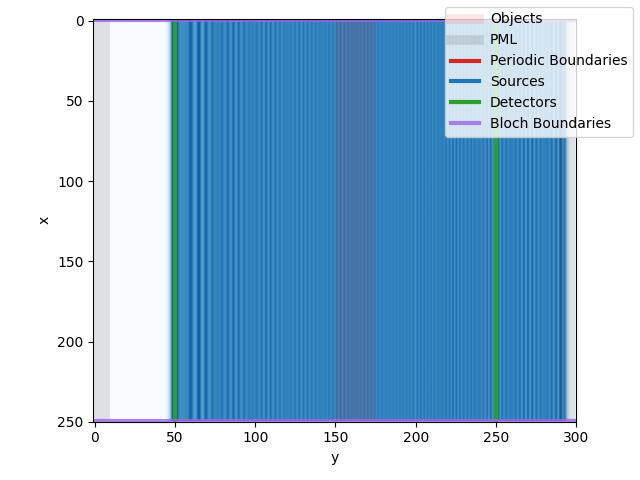 Objects
PML
Periodic Boundaries
Sources
Detectors
Bloch Boundaries
0
50
100
150
200
250
x
0 50 100 150 200 250 300
y